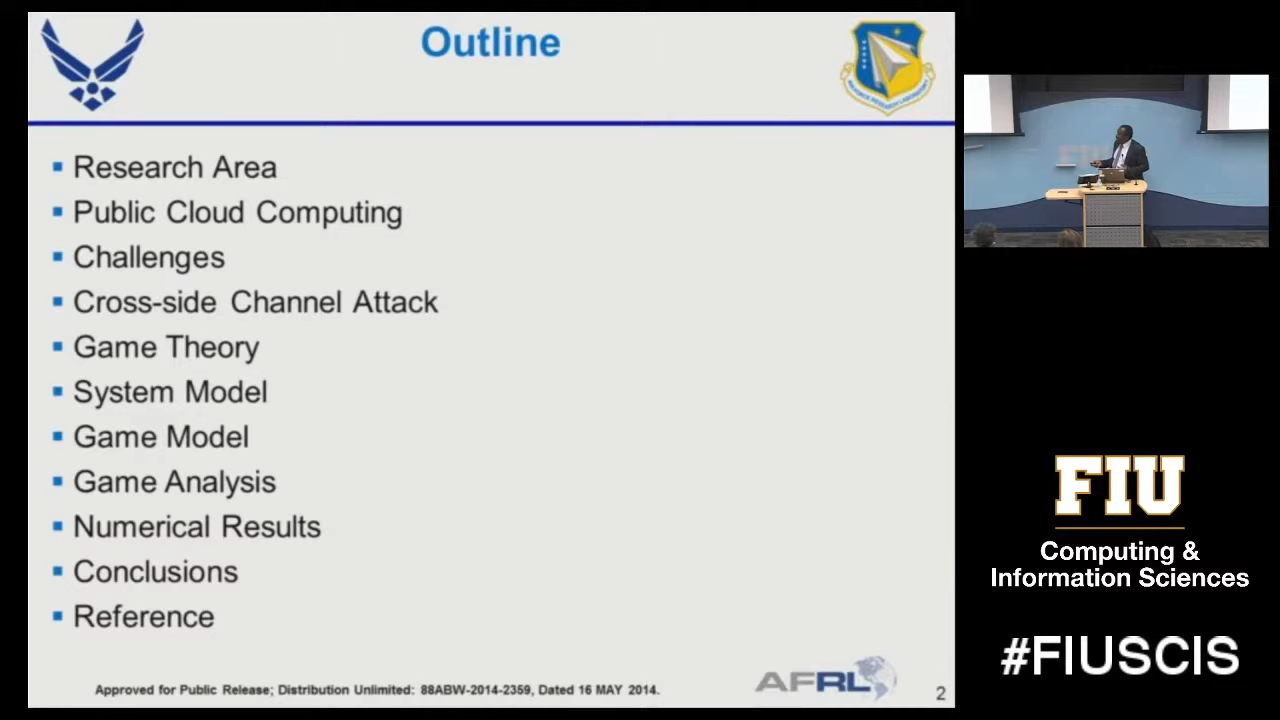 Outline
Research Area
Public Cloud Computing
Challenges
Cross-side Channel Attack
Game Theory
System Model
Game Model
Game Analysis
Numerical Results
Conclusions
Reference
Approved for Public Release; Distribution Unlimited: 88ABW-2014-2359, Dated 16 MAY 2014.
AFRL
2
FIU
Computing &
Information Sciences
#FIUSCIS